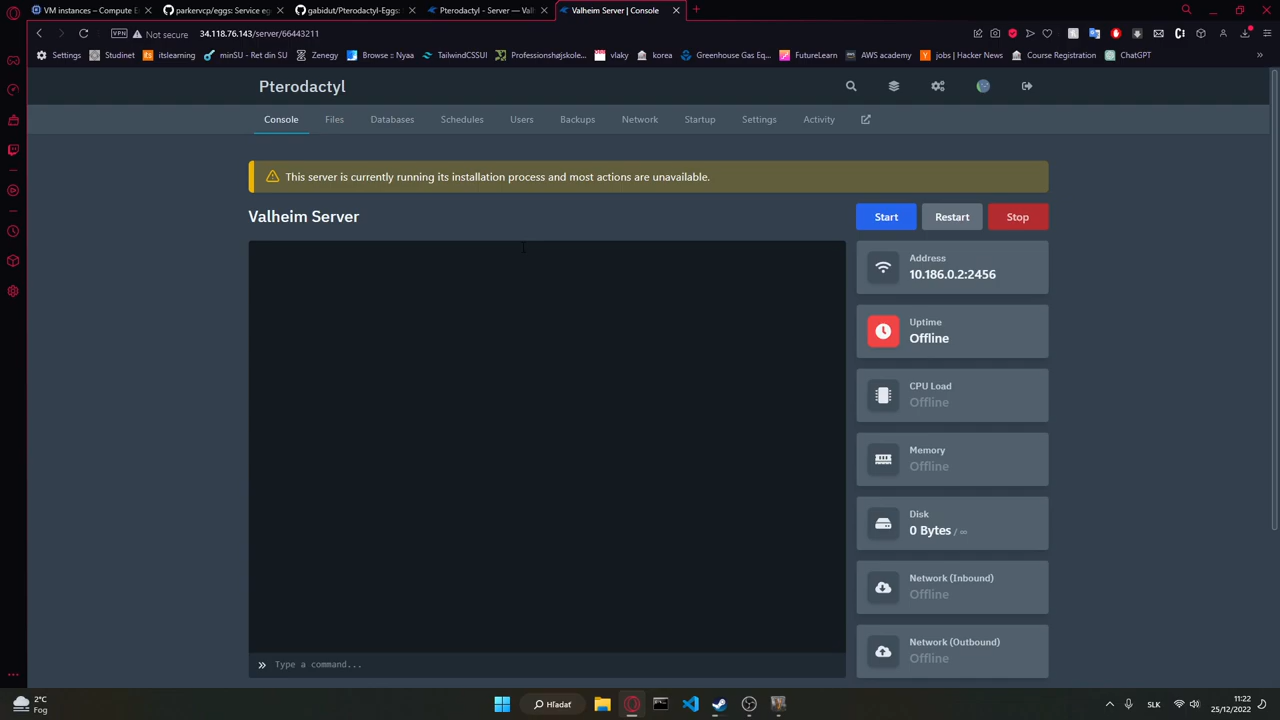 VM instances – Compute E
parkervcp/eggs: Service eg
gabidut/Pterodactyl-Eggs:
Pterodactyl - Server — Val
Valheim Server | Console
VPN
Not secure
34.118.76.143/server/66443211
Settings
Studinet
itslearning
minSU - Ret din SU
Zenegy
Browse :: Nyaa
TailwindCSSUI
Professionshøjskole...
vlaky
korea
Greenhouse Gas Eq...
FutureLearn
AWS academy
jobs | Hacker News
Course Registration
ChatGPT
Pterodactyl
Console
Files
Databases
Schedules
Users
Backups
Network
Startup
Settings
Activity
This server is currently running its installation process and most actions are unavailable.
Valheim Server
Start
Restart
Stop
Address
10.186.0.2:2456
Uptime
Offline
CPU Load
Offline
Memory
Offline
Disk
0 Bytes / ∞
Network (Inbound)
Offline
Network (Outbound)
Offline
Type a command...
2°C
Fog
Hľadať
SLK
11:22
25/12/2022